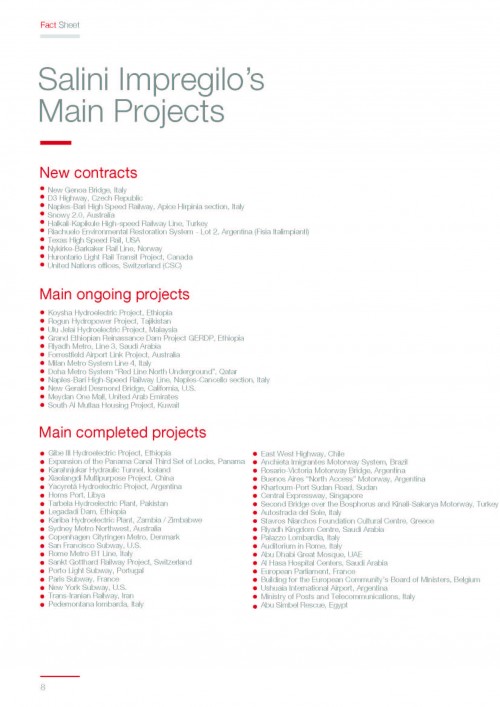 Fact Sheet
Salini Impregilo's
Main Projects
New contracts
New Genoa Bridge, Italy
D3 Highway, Czech Republic
Naples-Bari High Speed Railway, Apice Hirpinia section, Italy
Snowy 2.0, Australia
Halkali-Kapikule High-speed Railway Line, Turkey
Riachuelo Environmental Restoration System - Lot 2, Argentina (Fisia Italimpianti)
Texas High Speed Rail, USA
Nykirke-Barkaker Rail Line, Norway
Hurontario Light Rail Transit Project, Canada
United Nations offices, Switzerland (CSC)
Main ongoing projects
Koysha Hydroelectric Project, Ethiopia
Rogun Hydropower Project, Tajikistan
Ulu Jelai Hydroelectric Project, Malaysia
Grand Ethiopian Reinassance Dam Project GERDP, Ethiopia
Riyadh Metro, Line 3, Saudi Arabia
Forrestfield Airport Link Project, Australia
Milan Metro System Line 4, Italy
Doha Metro System "Red Line North Underground", Qatar
Naples-Bari High-Speed Railway Line, Naples-Cancello section, Italy
New Gerald Desmond Bridge, California, U.S.
Meydan One Mall, United Arab Emirates
South Al Mutlaa Housing Project, Kuwait
Main completed projects
Gibe III Hydroelectric Project, Ethiopia
Expansion of the Panama Canal Third Set of Locks, Panama
Karahnjukar Hydraulic Tunnel, Iceland
Xiaolangdi Multipurpose Project, China
Yacyretá Hydroelectric Project, Argentina
Homs Port, Libya
Tarbela Hydroelectric Plant, Pakistan
Legadadi Dam, Ethiopia
Kariba Hydroelectric Plant, Zambia / Zimbabwe
Sydney Metro Northwest, Australia
Copenhagen Cityringen Metro, Denmark
San Francisco Subway, U.S.
Rome Metro B1 Line, Italy
Sankt Gotthard Railway Project, Switzerland
Porto Light Subway, Portugal
Paris Subway, France
New York Subway, U.S.
Trans-Iranian Railway, Iran
Pedemontana lombarda, Italy
East West Highway, Chile
Anchieta Imigrantes Motorway System, Brazil
Rosario-Victoria Motorway Bridge, Argentina
Buenos Aires "North Access" Motorway, Argentina
Khartoum-Port Sudan Road, Sudan
Central Expressway, Singapore
Second Bridge over the Bosphorus and Kinali-Sakarya Motorway, Turkey
Autostrada del Sole, Italy
Stavros Niarchos Foundation Cultural Centre, Greece
Riyadh Kingdom Centre, Saudi Arabia
Palazzo Lombardia, Italy
Auditorium in Rome, Italy
Abu Dhabi Great Mosque, UAE
Al Hasa Hospital Centers, Saudi Arabia
European Parliament, France
Building for the European Community's Board of Ministers, Belgium
Ushuaia International Airport, Argentina
Ministry of Posts and Telecommunications, Italy
Abu Simbel Rescue, Egypt
8